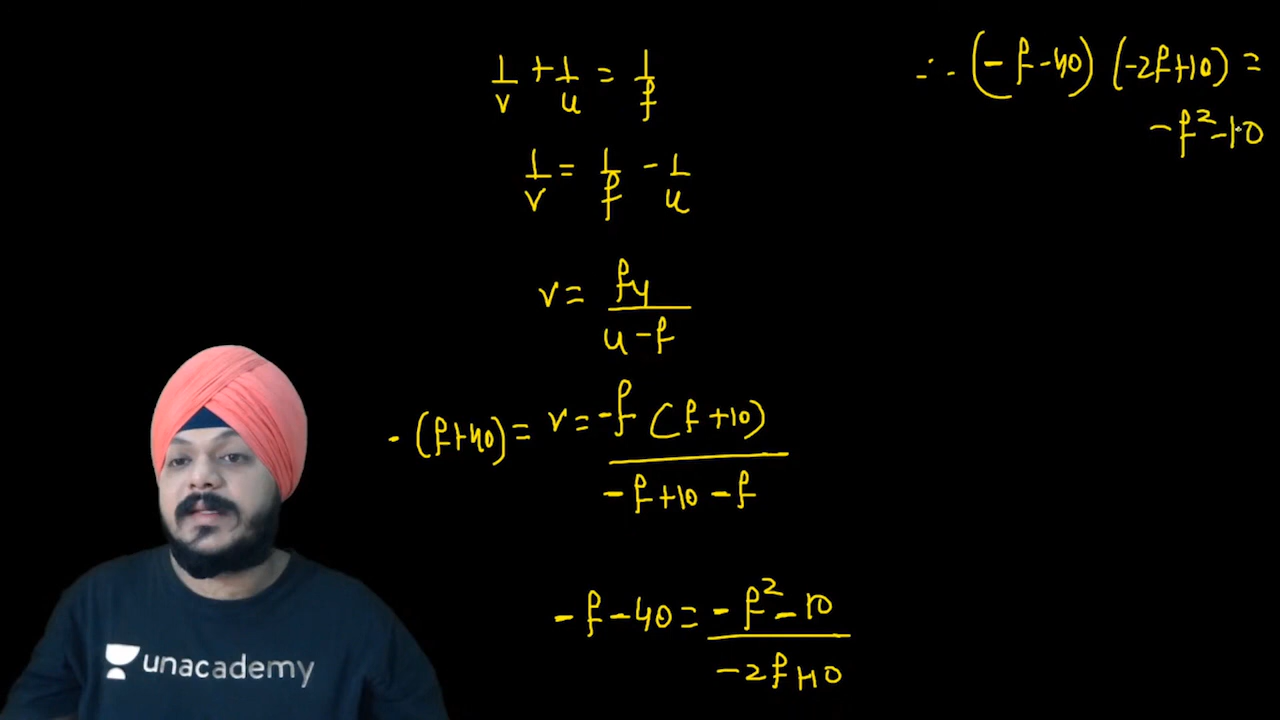 1/v + 1/u = 1/f
1/v = 1/f - 1/u
v = fu/u - f
- (f+40) = v = -f (f+10)/-f+10-f
-f-40 = -f²-10/-2f+10
∴ (-f-40) (-2f+10) =
-f²-10
unacademy